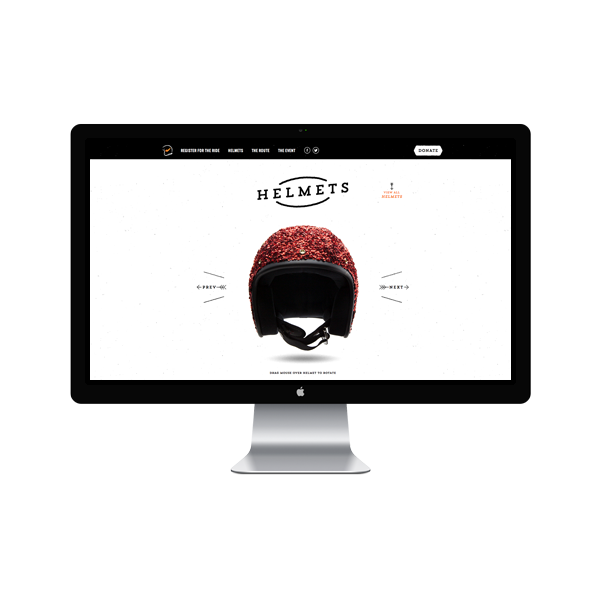 REGISTER FOR THE RIDE HELMETS THE ROUTE THE EVENT DONATE
HELMETS
VIEW ALL
HELMETS
PREV
NEXT
DRAG MOUSE OVER HELMET TO ROTATE